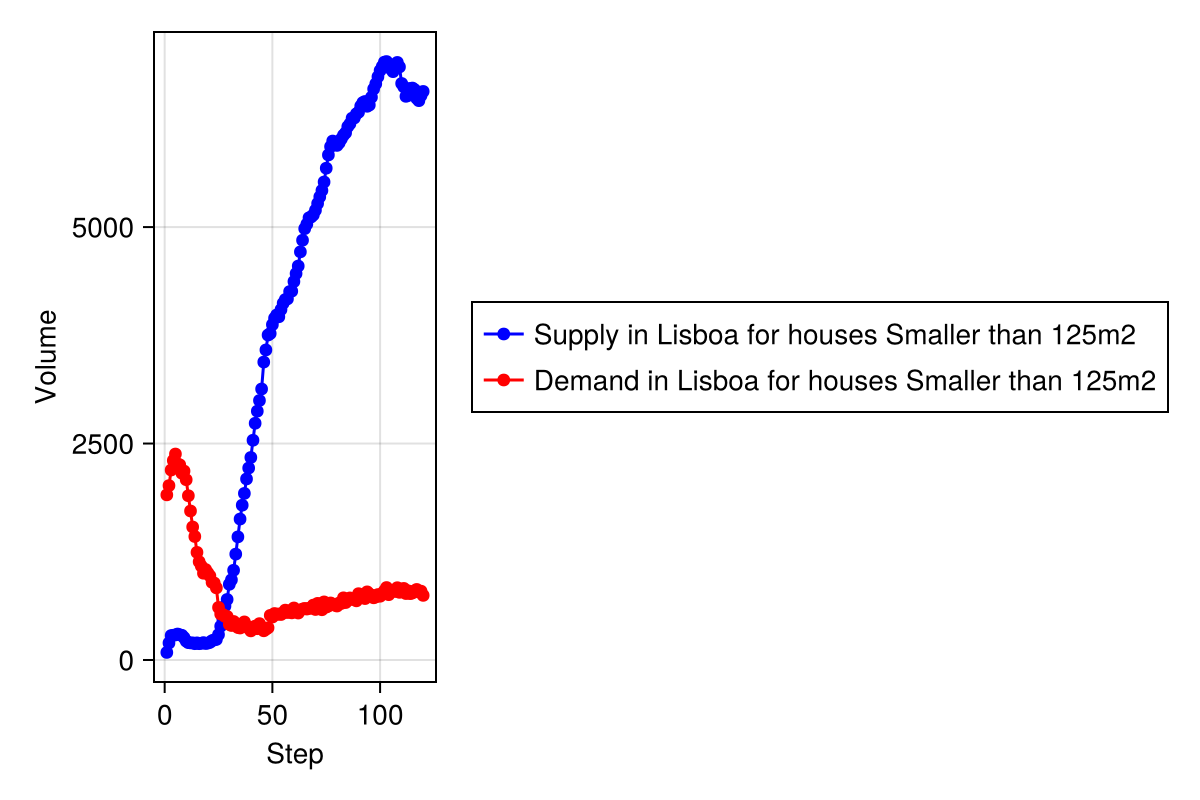 Volume
5000
2500
0
0 50 100
Step
Supply in Lisboa for houses Smaller than 125m2
Demand in Lisboa for houses Smaller than 125m2